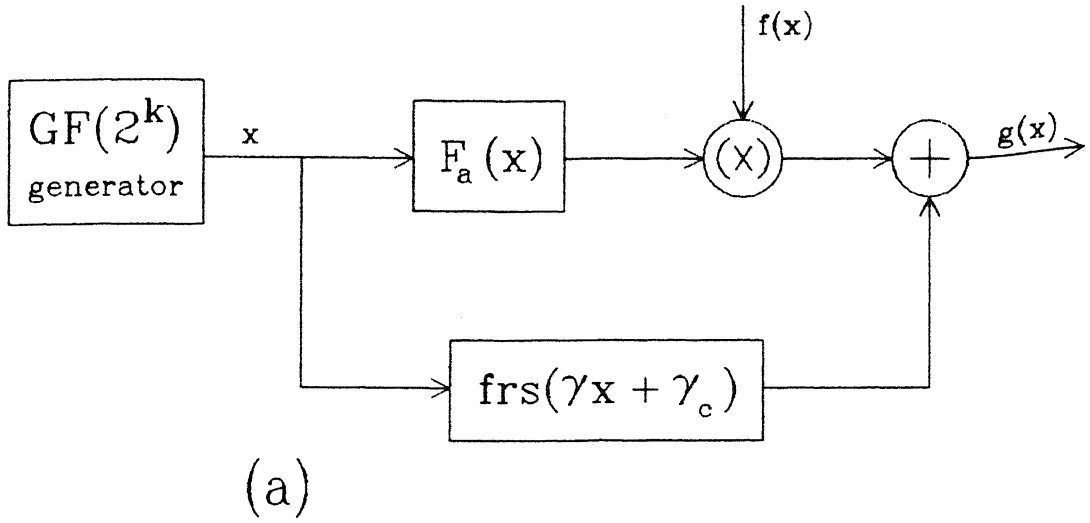 f(x)
GF(2^k)
generator
x
F_a(x)
(X)
+
g(x)
frs(γx + γ_c)
(a)